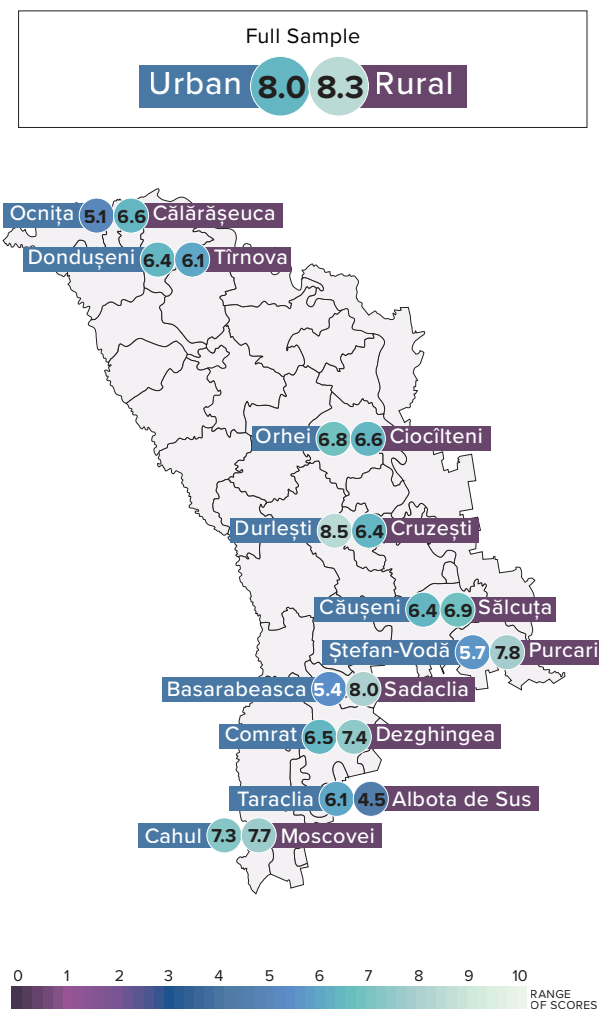 Full Sample
Urban 8.0 8.3 Rural
Ocnița 5.1 6.6 Călărășeuca
Dondușeni 6.4 6.1 Tîrnova
Orhei 6.8 6.6 Ciocîlteni
Durlești 8.5 6.4 Cruzești
Căușeni 6.4 6.9 Sălcuța
Ștefan-Vodă 5.7 7.8 Purcari
Basarabeasca 5.4 8.0 Sadaclia
Comrat 6.5 7.4 Dezghingea
Taraclia 6.1 4.5 Albota de Sus
Cahul 7.3 7.7 Moscovei
0 1 2 3 4 5 6 7 8 9 10
RANGE
OF SCORES